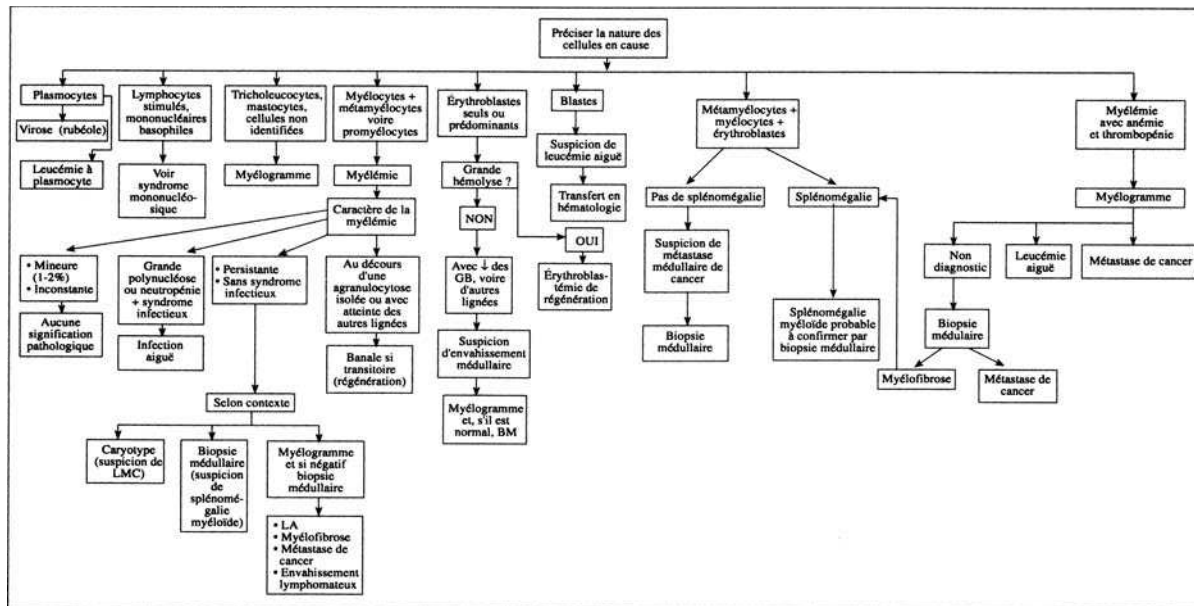 Préciser la nature des
cellules en cause
Plasmocytes
Virose (rubéole)
Leucémie à
plasmocyte
Lymphocytes
stimulés,
mononucléaires
basophiles
Voir
syndrome
mononucléo-
sique
Tricholeucocytes,
mastocytes,
cellules non
identifiées
Myélogramme
Myélocytes +
métamyélocytes
voire
promyélocytes
Myélémie
Caractère de la
myélémie
• Mineure
(1-2%)
• Inconstante
Aucune
signification
pathologique
Grande
polynucléose
ou neutropénie
+ syndrome
infectieux
Infection
aiguë
• Persistante
• Sans syndrome
infectieux
Selon contexte
Caryotype
(suspicion de
LMC)
Biopsie
médullaire
(suspicion
de
splénomé-
galie
myéloïde)
Myélogramme
et si négatif
biopsie
médullaire
• LA
• Myélofibrose
• Métastase de
cancer
• Envahissement
lymphomateux
Au décours
d'une
agranulocytose
isolée ou avec
atteinte des
autres lignées
Banale si
transitoire
(régénération)
Érythroblastes
seuls ou
prédominants
Grande
hémolyse ?
NON
Avec ↓ des
GB, voire
d'autres
lignées
Suspicion
d'envahissement
médullaire
Myélogramme
et, s'il est
normal, BM
OUI
Érythroblas-
témie de
régénération
Blastes
Suspicion de
leucémie aiguë
Transfert en
hématologie
Métamyélocytes +
myélocytes +
érythroblastes
Pas de splénomégalie
Suspicion de
métastase
médullaire de
cancer
Biopsie
médullaire
Splénomégalie
Splénomégalie
myéloïde probable
à confirmer par
biopsie médullaire
Myélémie
avec anémie
et thrombopénie
Myélogramme
Non
diagnostic
Leucémie
aiguë
Métastase de cancer
Biopsie
médulaire
Myélofibrose
Métastase de
cancer